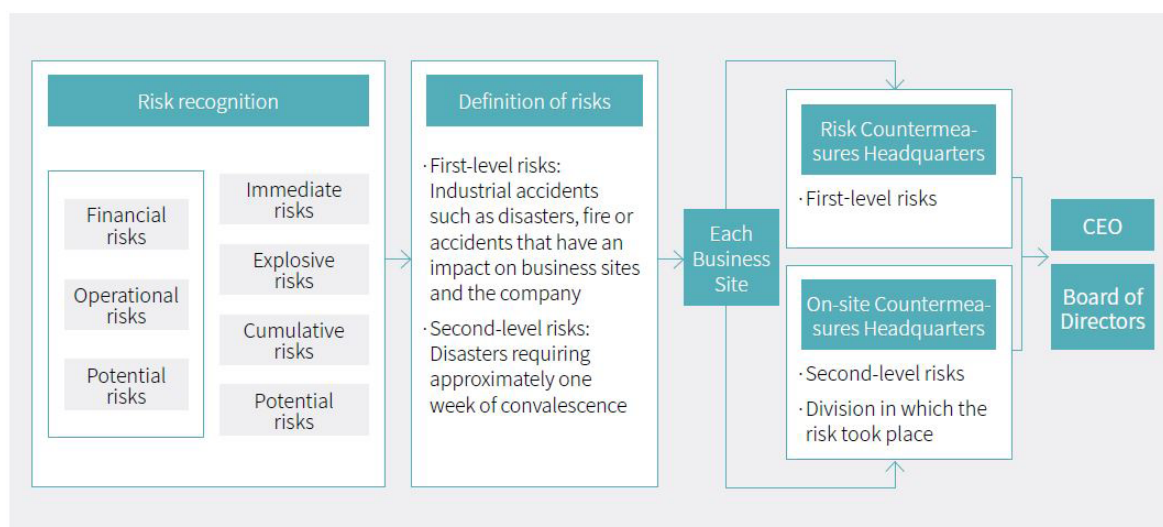 Risk recognition
Financial
risks
Operational
risks
Potential
risks
Immediate
risks
Explosive
risks
Cumulative
risks
Potential
risks
Definition of risks
· First-level risks:
Industrial accidents
such as disasters, fire or
accidents that have an
impact on business sites
and the company
· Second-level risks:
Disasters requiring
approximately one
week of convalescence
Each
Business
Site
Risk Countermea-
sures Headquarters
· First-level risks
On-site Countermea-
sures Headquarters
· Second-level risks
· Division in which the
risk took place
CEO
Board of
Directors